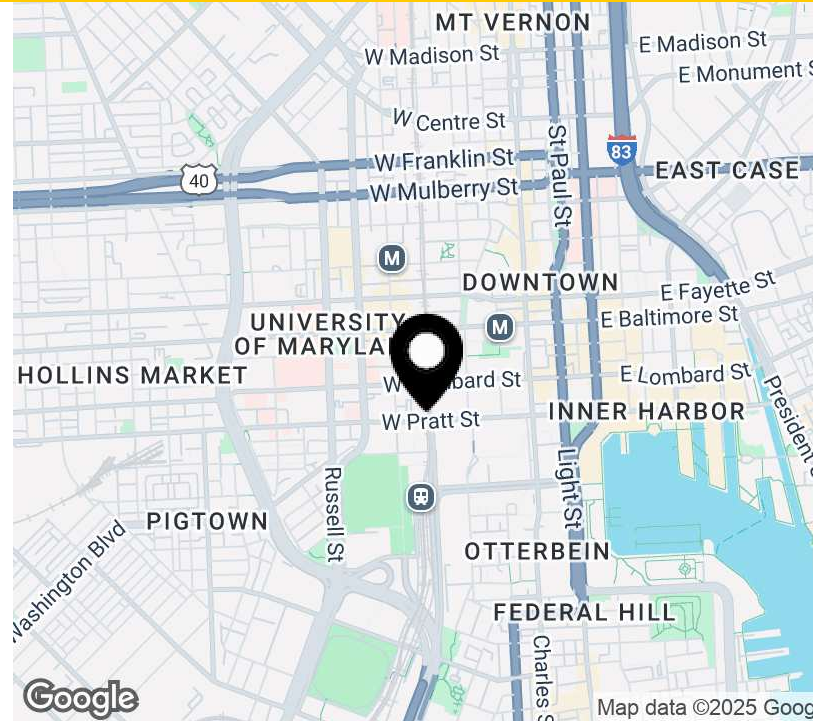 MT VERNON
W Madison St
E Madison St
E Monument S
W Centre St
St Paul St
83
W Franklin St
EAST CASE
40
W Mulberry St
M
DOWNTOWN
E Fayette St
UNIVERSITY
OF MARYLA
M
E Baltimore St
HOLLINS MARKET
W
bard St
E Lombard St
President
INNER HARBOR
W Pratt St
Light St
Russell St
PIGTOWN
Washington Blvd
OTTERBEIN
FEDERAL HILL
Charles S
Google
Map data ©2025 Goog